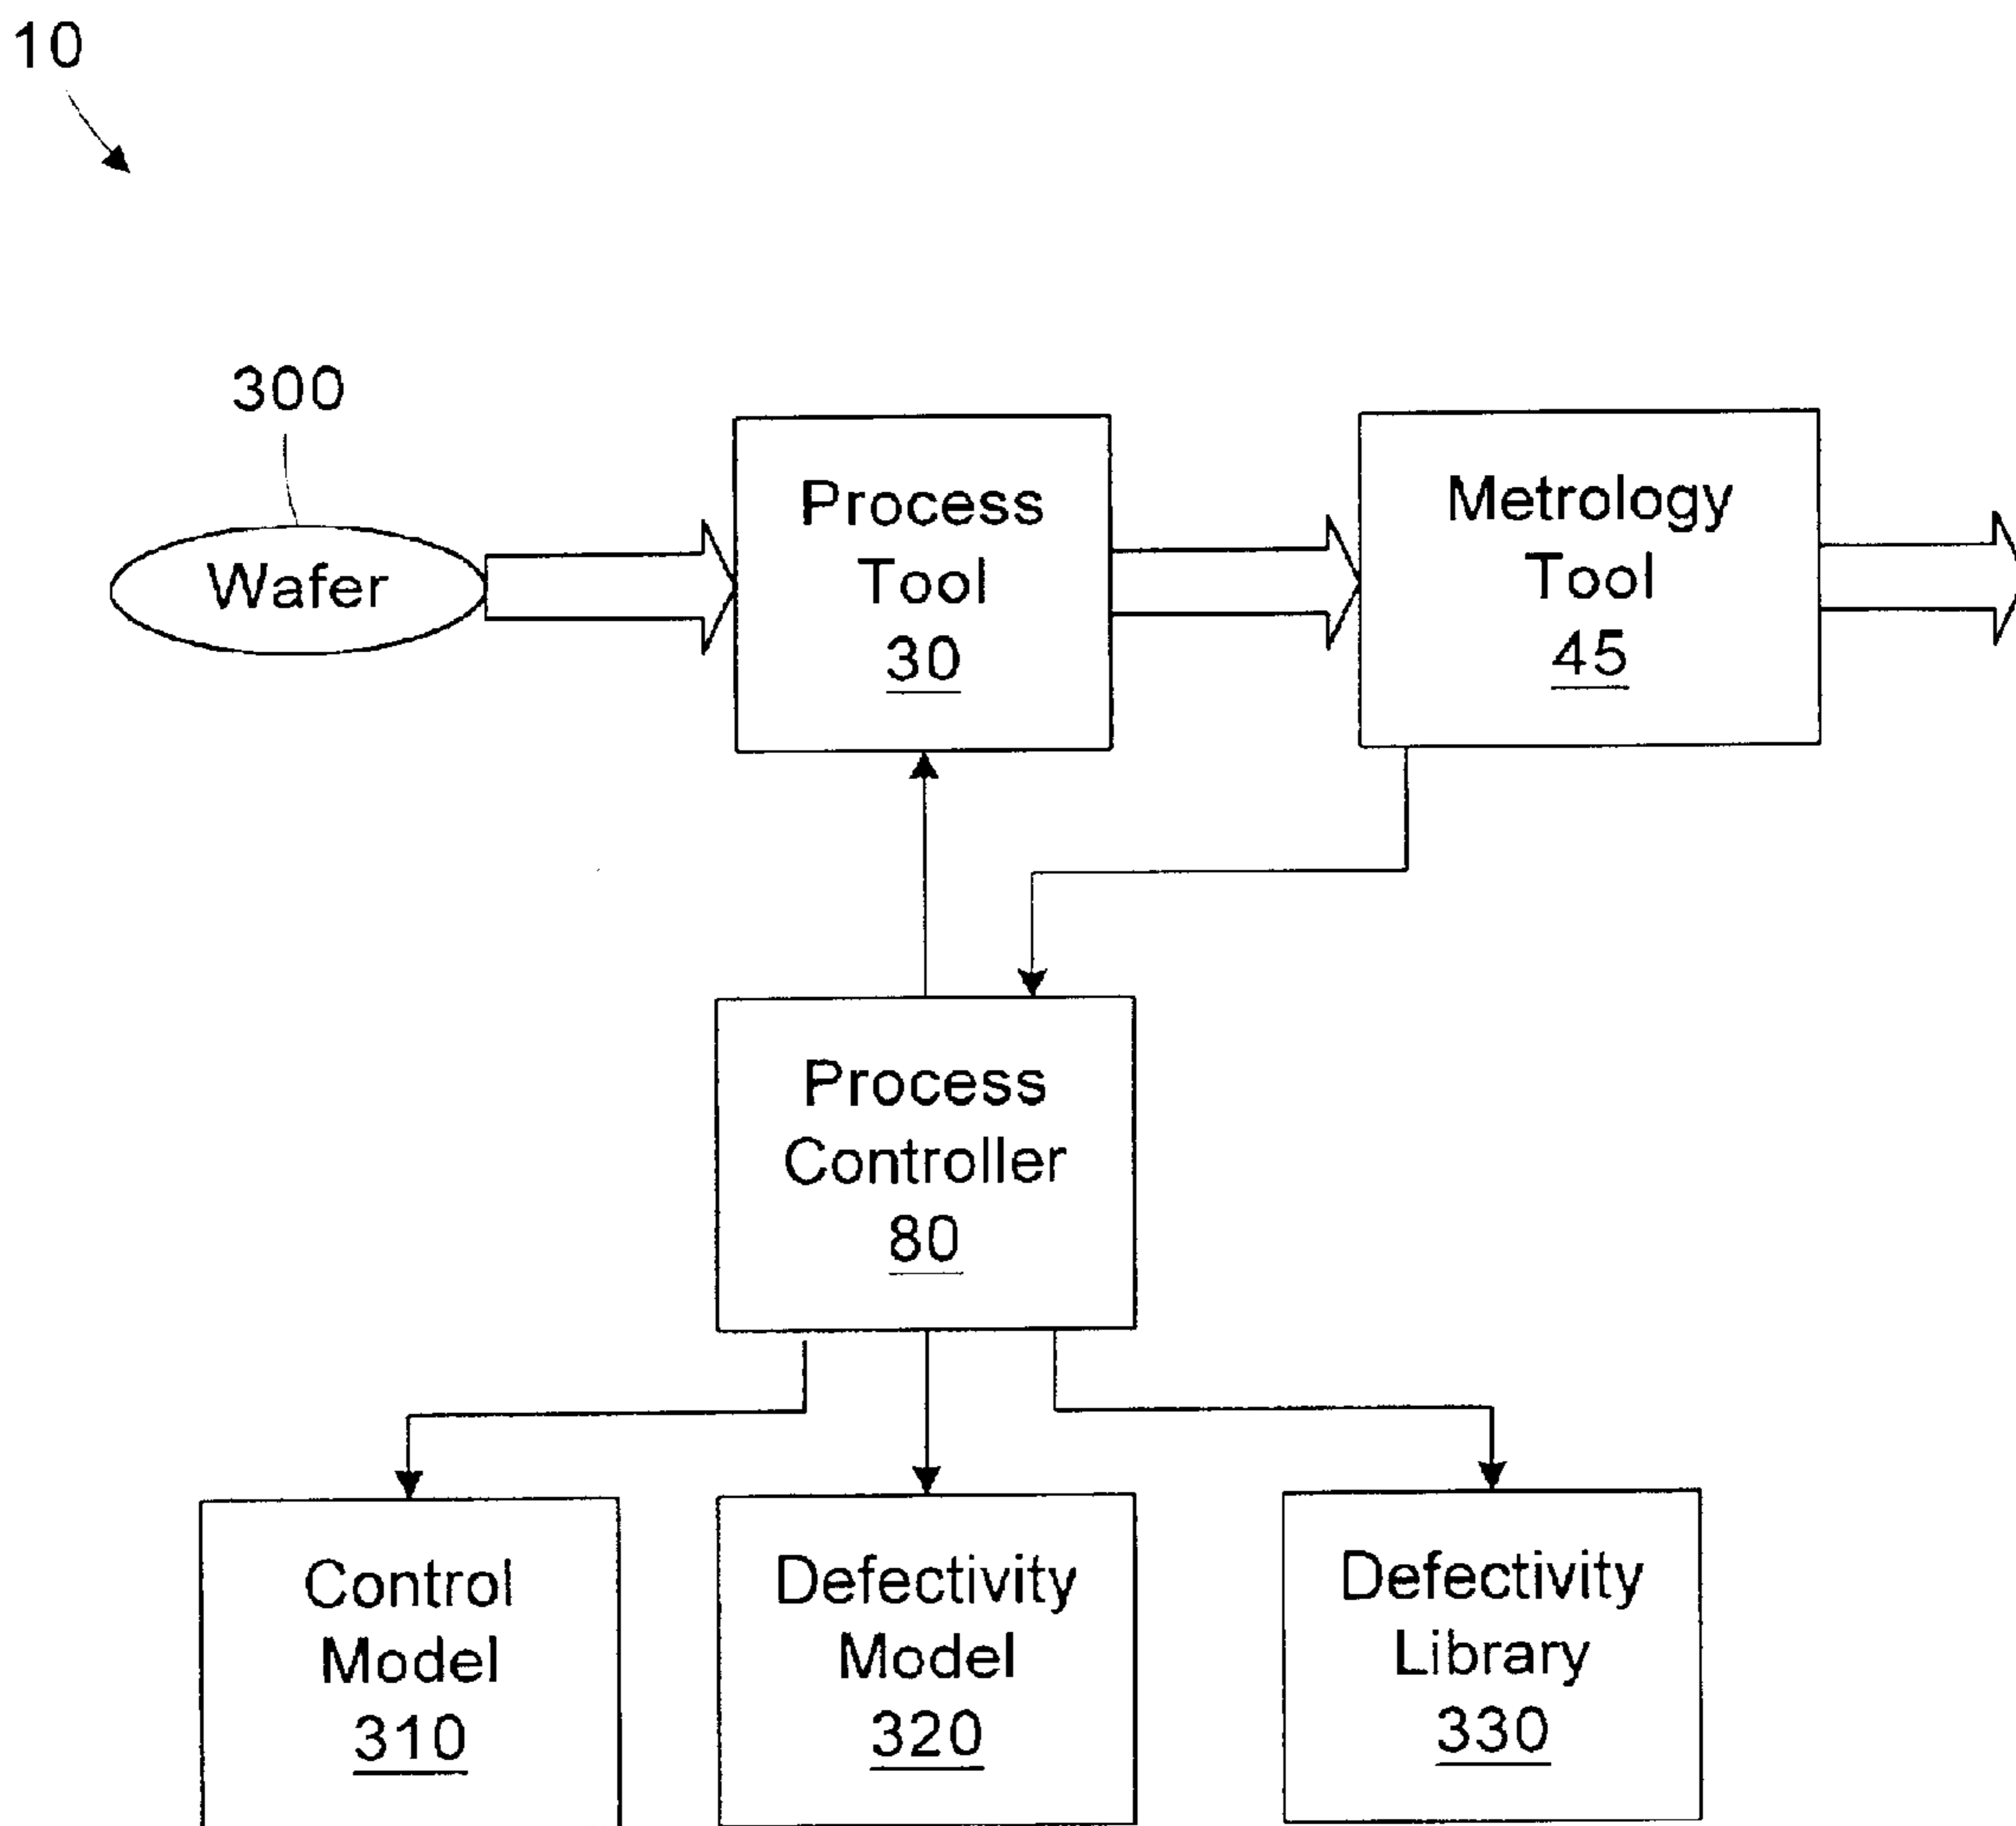 10
300
Wafer
Process
Tool
30
Metrology
Tool
45
Process
Controller
80
Control
Model
310
Defectivity
Model
320
Defectivity
Library
330